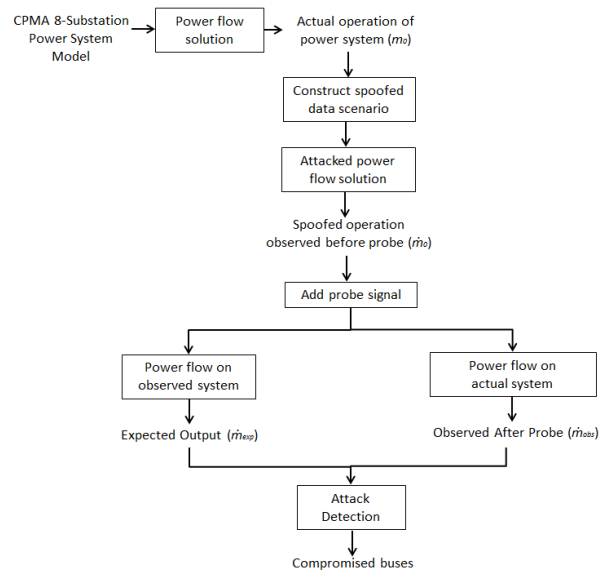 CPMA 8-Substation
Power System
Model
Power flow
solution
Actual operation of
power system (m₀)
Construct spoofed
data scenario
Attacked power
flow solution
Spoofed operation
observed before probe (ṁ₀)
Add probe signal
Power flow on
observed system
Power flow on
actual system
Expected Output (ṁexp)
Observed After Probe (ṁobs)
Attack
Detection
Compromised buses